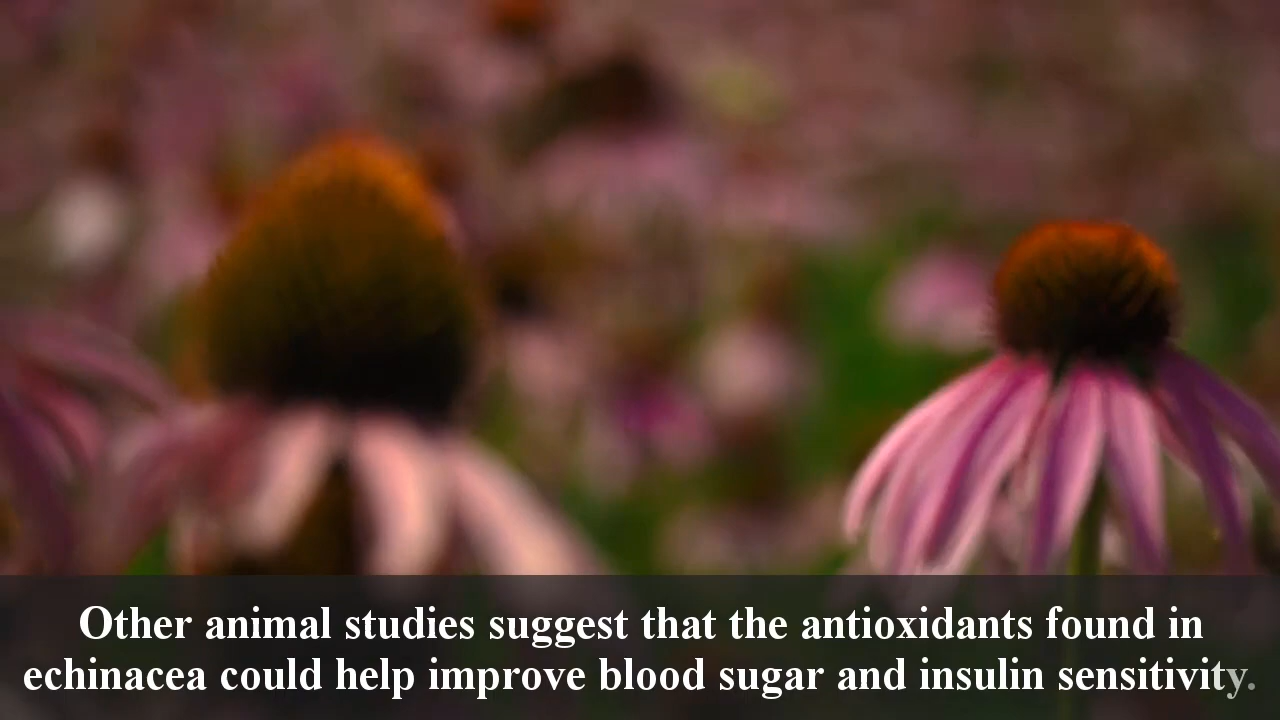 Other animal studies suggest that the antioxidants found in
echinacea could help improve blood sugar and insulin sensitivity.